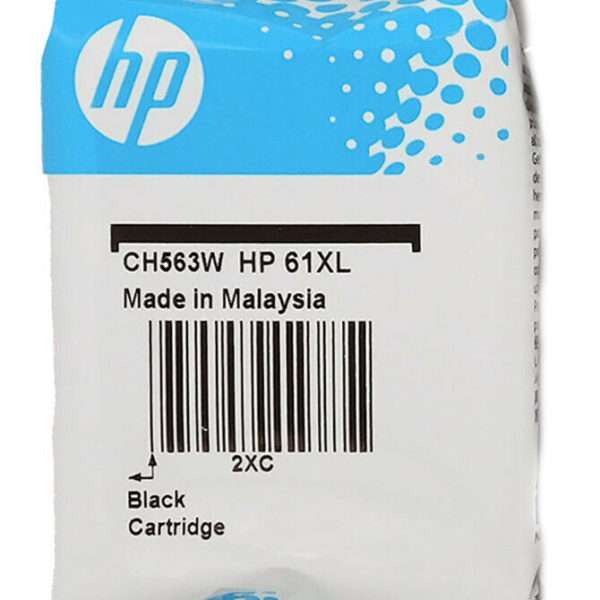 hp
CH563W HP 61XL
Made in Malaysia
2XC
Black
Cartridge